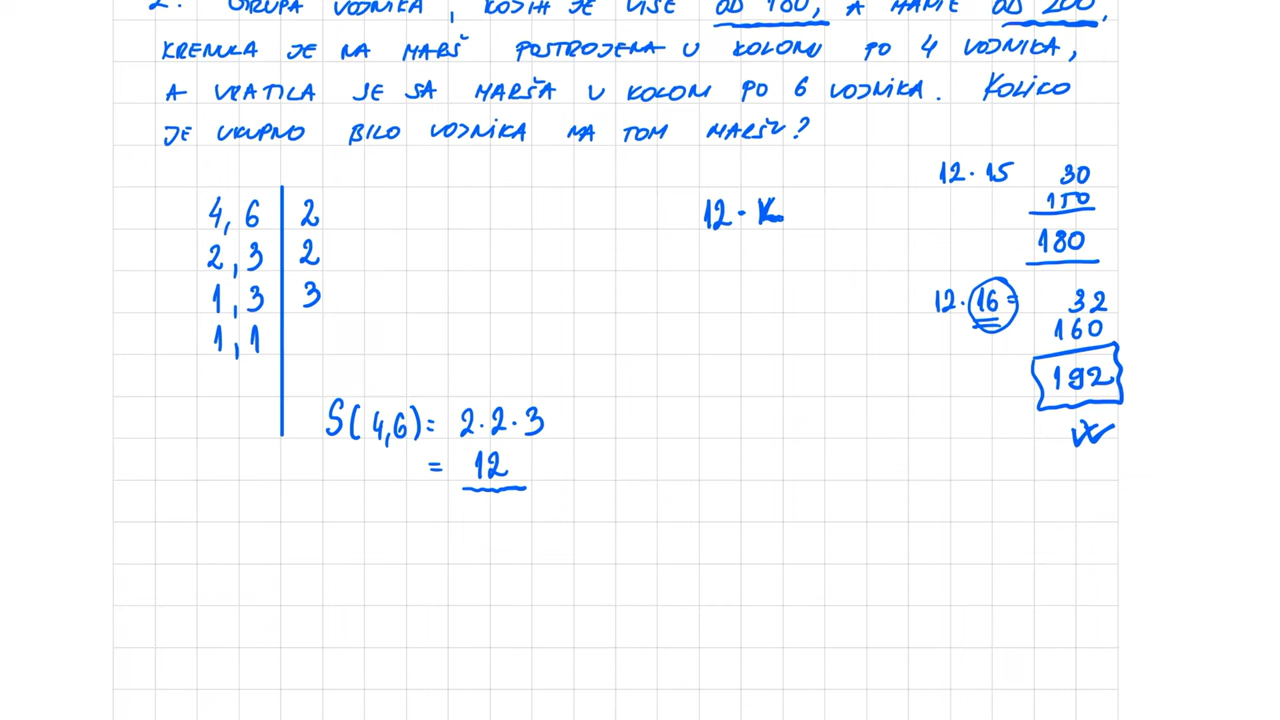 2. GRUPA VOJNIKA, KOJIH JE VIŠE OD 180, A MANJE OD 200,
KRENULA JE NA MARŠ POSTROJENA U KOLONU PO 4 VOJNIKA,
A VRATILA JE SA MARŠA U KOLONI PO 6 VOJNIKA. KOLIKO
JE UKUPNO BILO VOJNIKA NA TOM MARŠU?
4, 6 | 2
2, 3 | 2
1, 3 | 3
1, 1
S(4,6) = 2·2·3
= 12
12·K
12·15 30
150
180
12·16= 32
160
192